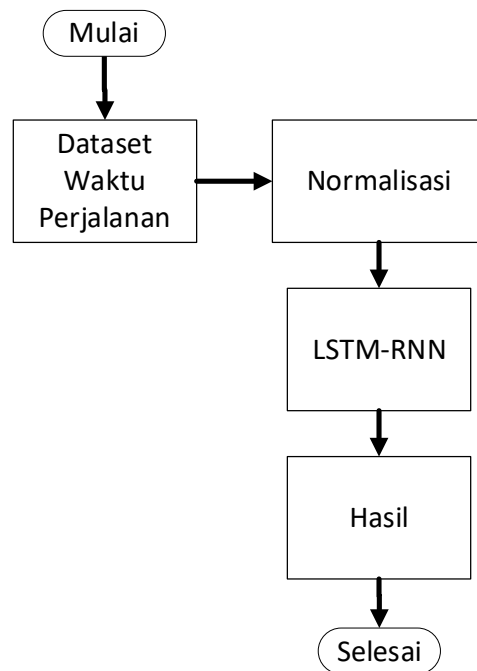 Mulai
Dataset
Waktu
Perjalanan
Normalisasi
LSTM-RNN
Hasil
Selesai